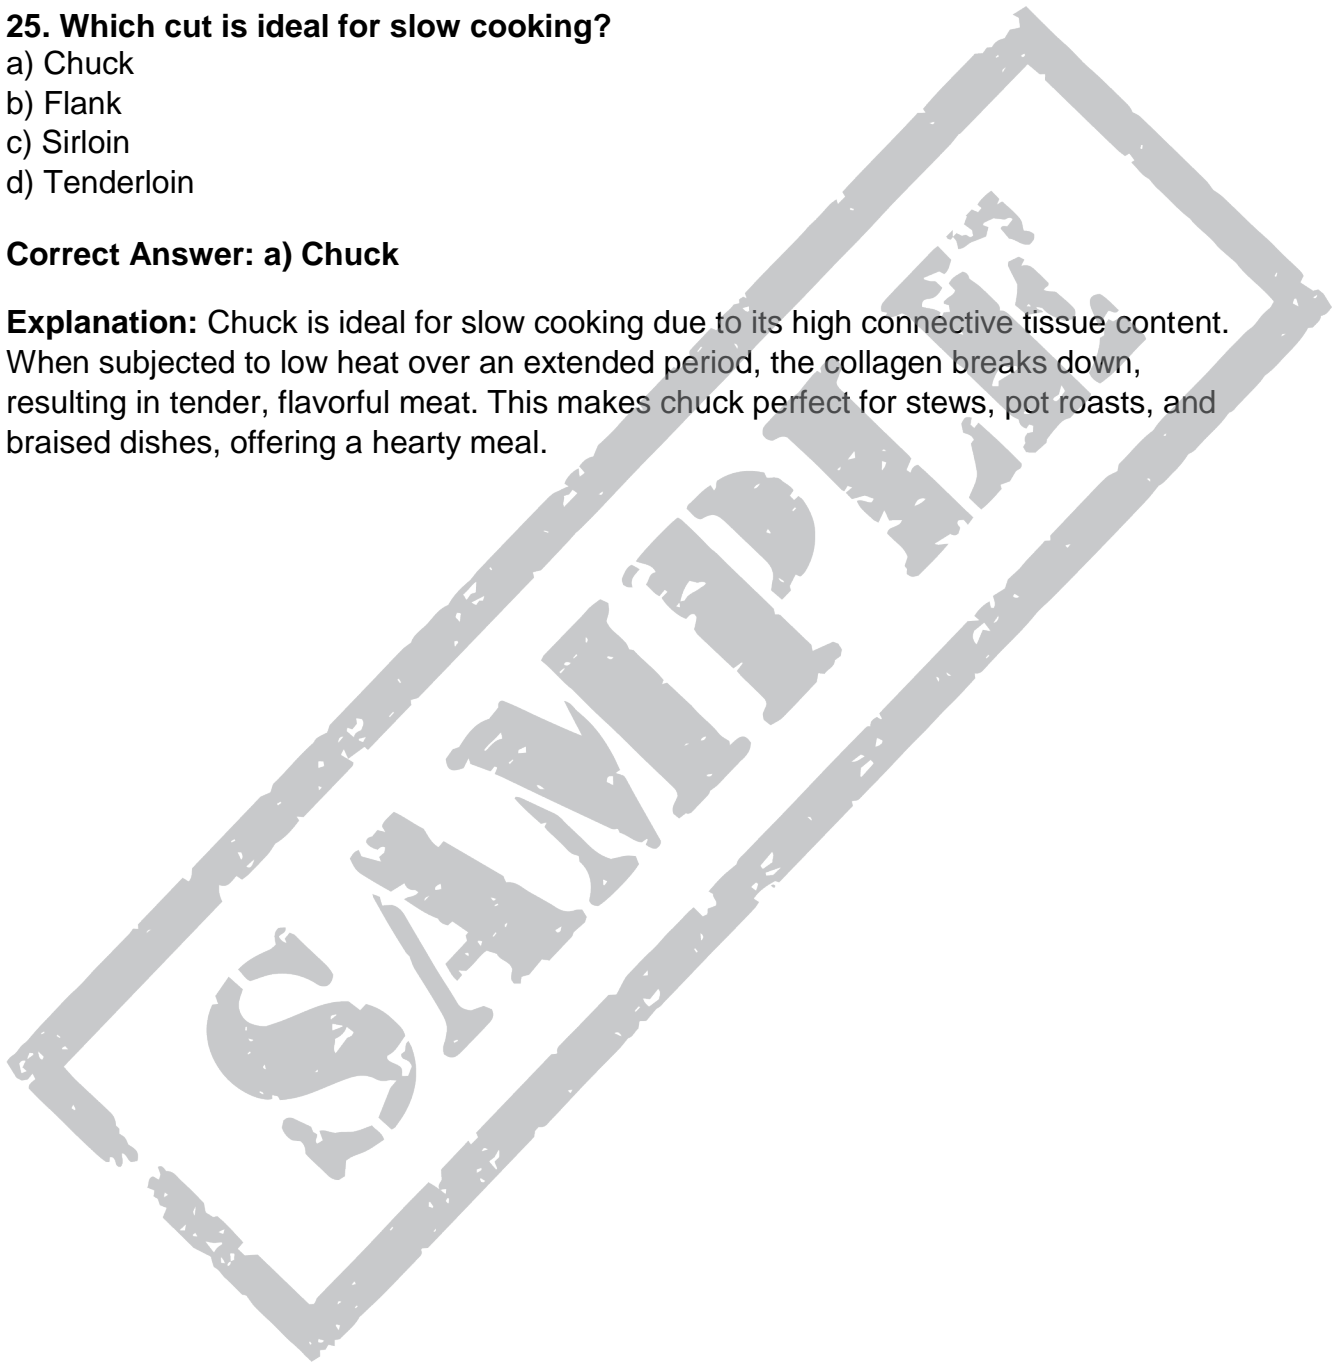 25. Which cut is ideal for slow cooking?
a) Chuck
b) Flank
c) Sirloin
d) Tenderloin
Correct Answer: a) Chuck
Explanation: Chuck is ideal for slow cooking due to its high connective tissue content.
When subjected to low heat over an extended period, the collagen breaks down,
resulting in tender, flavorful meat. This makes chuck perfect for stews, pot roasts, and
braised dishes, offering a hearty meal.
SAMPLE